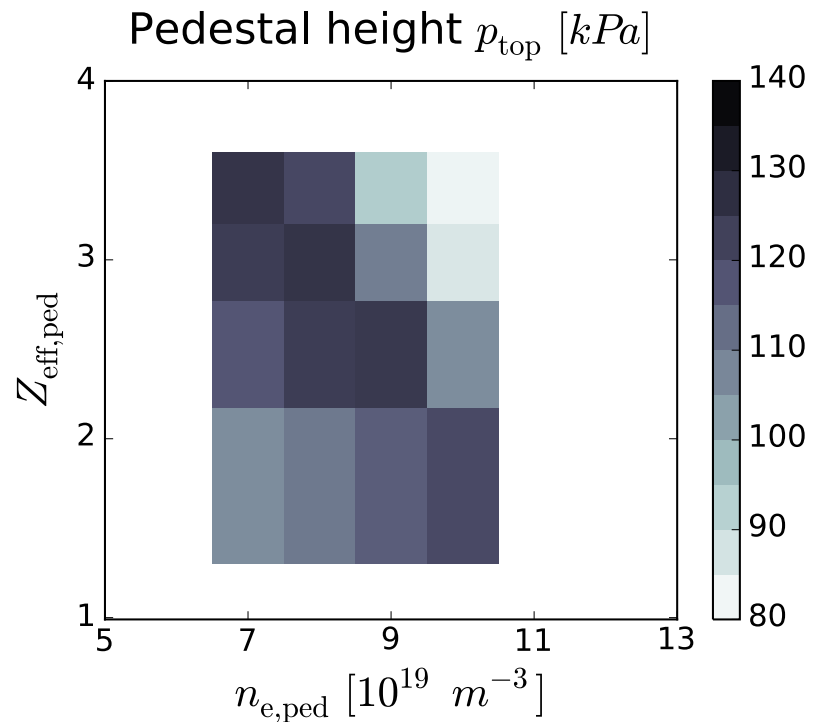 Pedestal height p_top [kPa]
4
3
2
1
5 7 9 11 13
Z_eff,ped
n_e,ped [10^19 m^−3]
140
130
120
110
100
90
80